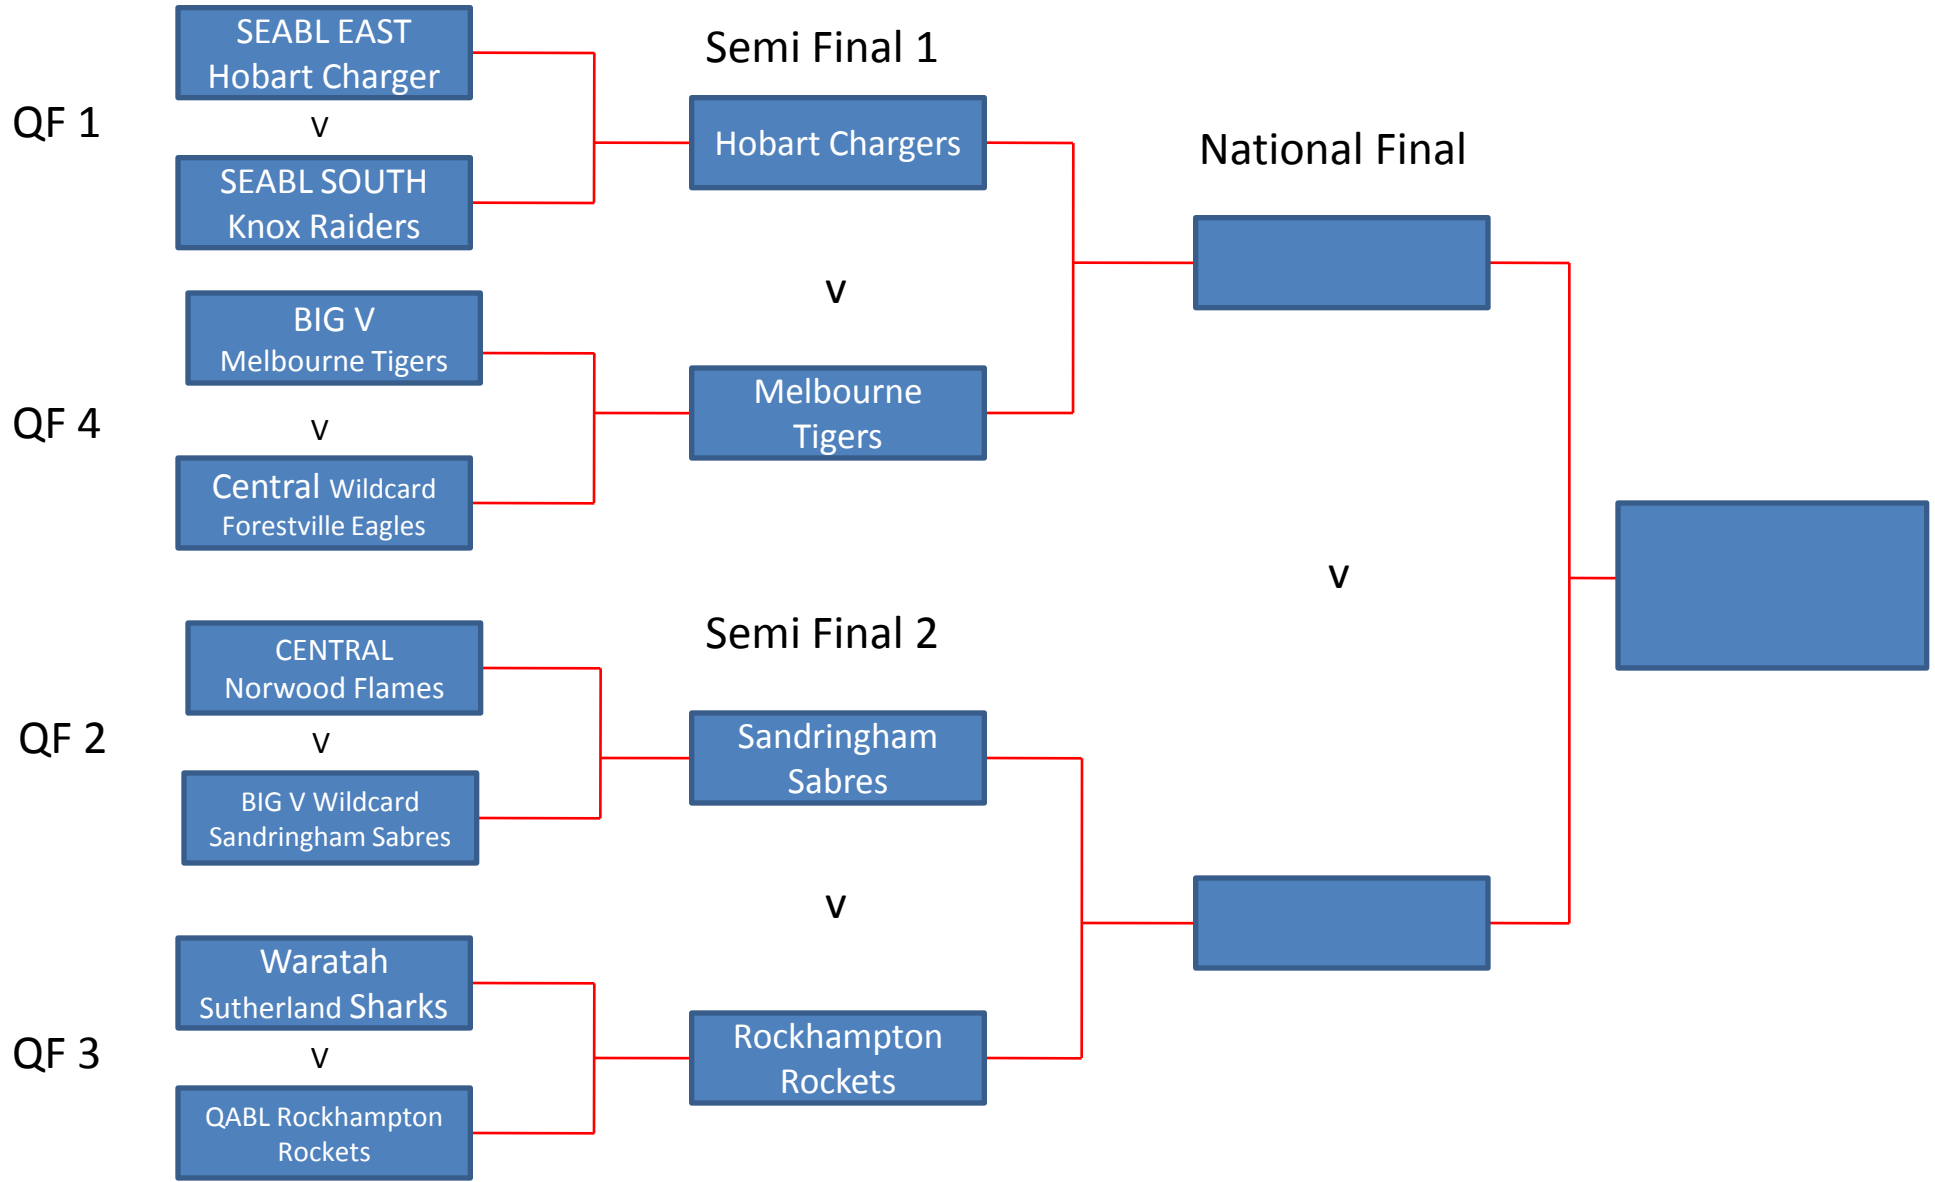 QF 1
SEABL EAST
Hobart Charger
v
SEABL SOUTH
Knox Raiders
QF 4
BIG V
Melbourne Tigers
v
Central Wildcard
Forestville Eagles
QF 2
CENTRAL
Norwood Flames
v
BIG V Wildcard
Sandringham Sabres
QF 3
Waratah
Sutherland Sharks
v
QABL Rockhampton
Rockets
Semi Final 1
Hobart Chargers
v
Melbourne
Tigers
Semi Final 2
Sandringham
Sabres
v
Rockhampton
Rockets
National Final
v